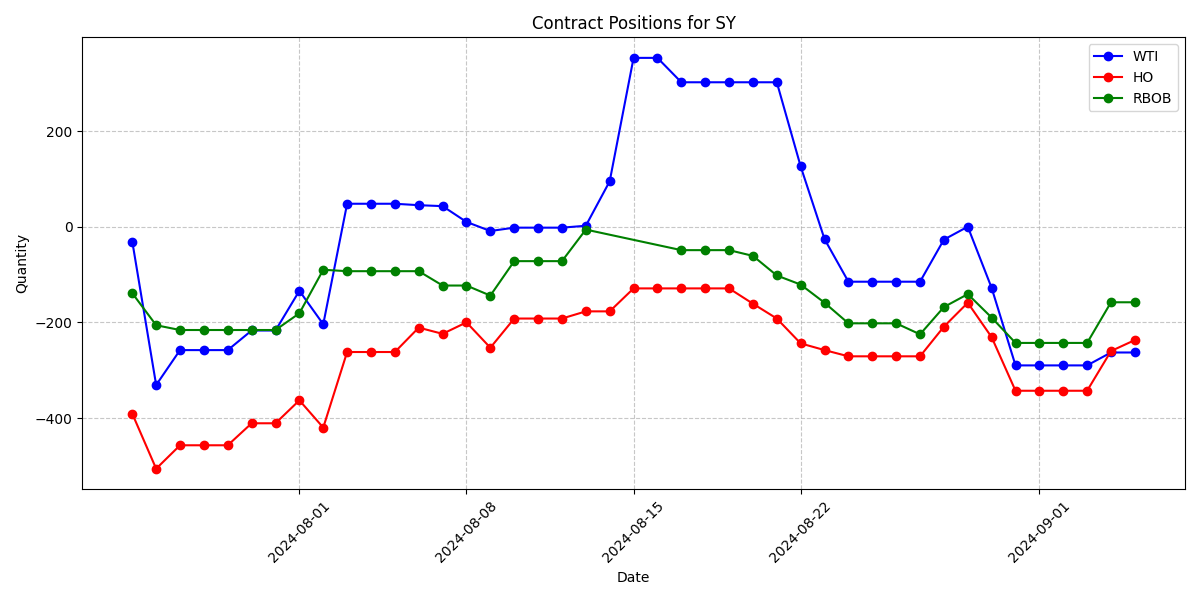 Contract Positions for SY
WTI
HO
RBOB
Quantity
200
0
−200
−400
2024-08-01
2024-08-08
2024-08-15
2024-08-22
2024-09-01
Date